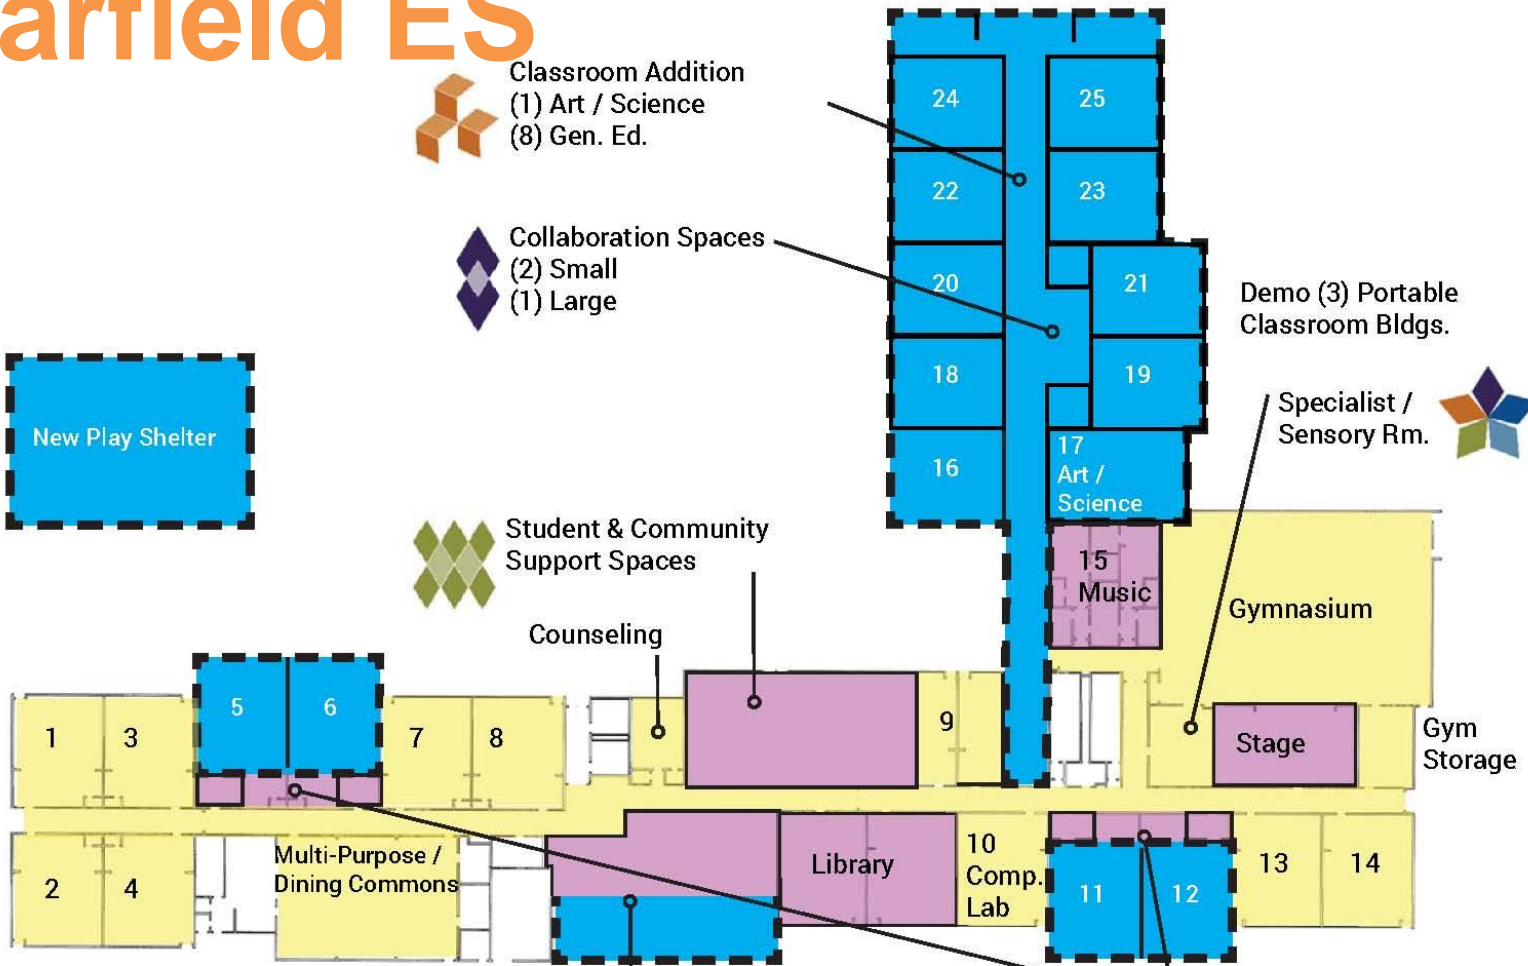 arfield ES
Classroom Addition
(1) Art / Science
(8) Gen. Ed.
Collaboration Spaces
(2) Small
(1) Large
24
25
22
23
20
21
18
19
16
17
Art /
Science
Demo (3) Portable
Classroom Bldgs.
Specialist /
Sensory Rm.
New Play Shelter
Student & Community
Support Spaces
Counseling
15
Music
Gymnasium
Stage
Gym
Storage
1
3
5
6
7
8
9
2
4
Multi-Purpose /
Dining Commons
Library
10
Comp.
Lab
11
12
13
14